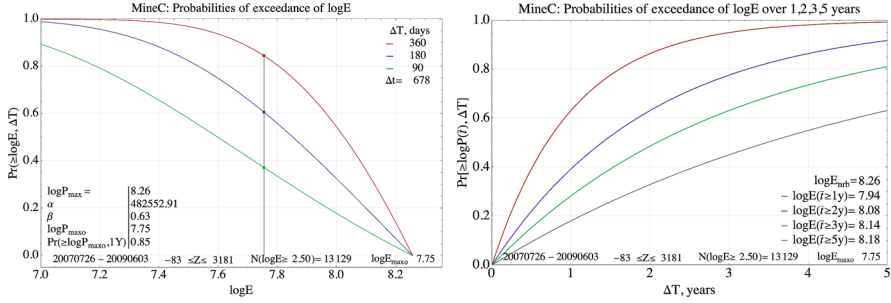 MineC: Probabilities of exceedance of logE
Pr(≥logE, ΔT)
1.0
0.8
0.6
0.4
0.2
0.0
ΔT, days
360
180
90
Δt= 678
logPmax = 8.26
α 482552.91
β 0.63
logPmaxo 7.75
Pr(≥logPmaxo,1Y) 0.85
20070726 − 20090603 −83 ≤Z≤ 3181 N(logE≥ 2.50)= 13129 logEmaxo 7.75
7.0 7.2 7.4 7.6 7.8 8.0 8.2
logE
MineC: Probabilities of exceedance of logE over 1,2,3,5 years
Pr[≥logP(t̄), ΔT]
1.0
0.8
0.6
0.4
0.2
0.0
logEnrb= 8.26
logE(t̄≥1y)= 7.94
logE(t̄≥2y)= 8.08
logE(t̄≥3y)= 8.14
logE(t̄≥5y)= 8.18
20070726 − 20090603 −83 ≤Z≤ 3181 N(logE≥ 2.50)= 13129 logEmaxo 7.75
0 1 2 3 4 5
ΔT, years